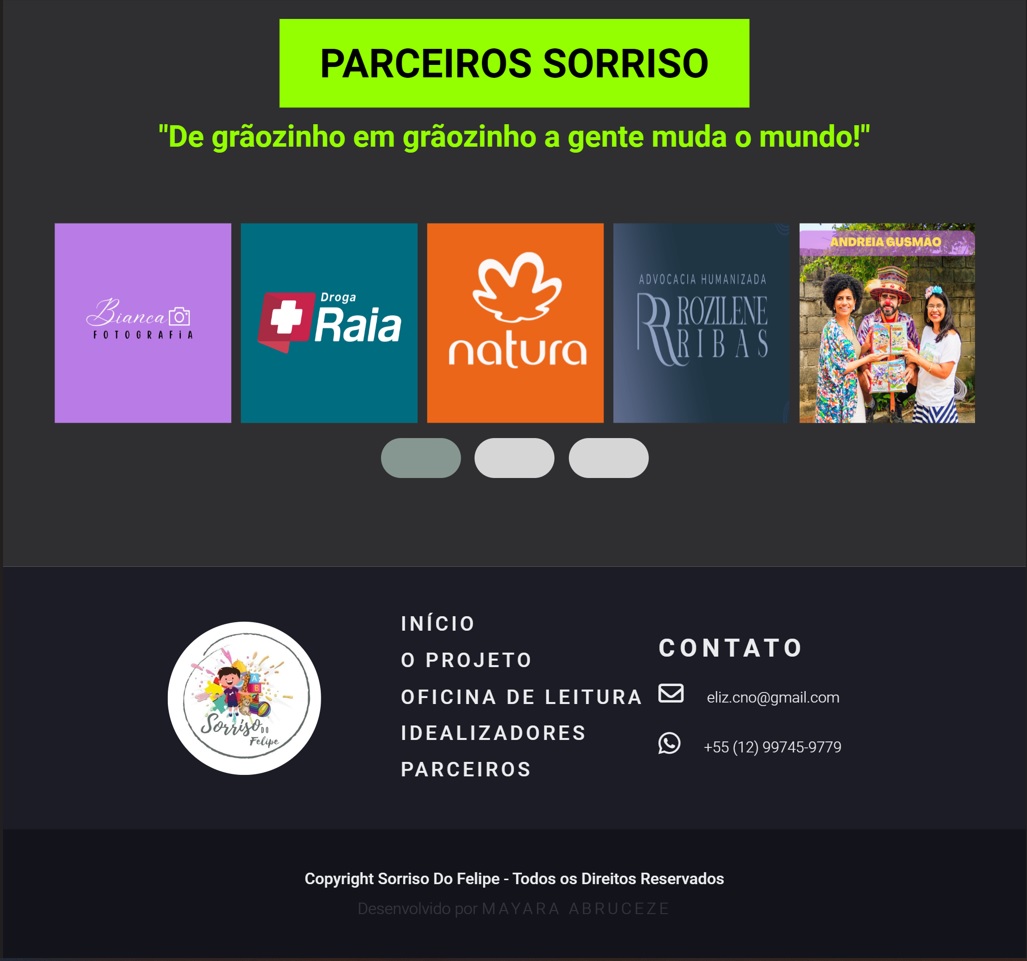 PARCEIROS SORRISO
"De grãozinho em grãozinho a gente muda o mundo!"
Bianca
FOTOGRAFIA
Droga
Raia
natura
ADVOCACIA HUMANIZADA
RR ROZILENE
RIBAS
ANDREIA GUSMÃO
INÍCIO
O PROJETO
OFICINA DE LEITURA
IDEALIZADORES
PARCEIROS
Sorriso DO
Felipe
CONTATO
eliz.cno@gmail.com
+55 (12) 99745-9779
Copyright Sorriso Do Felipe - Todos os Direitos Reservados
Desenvolvido por MAYARA ABRUCEZE